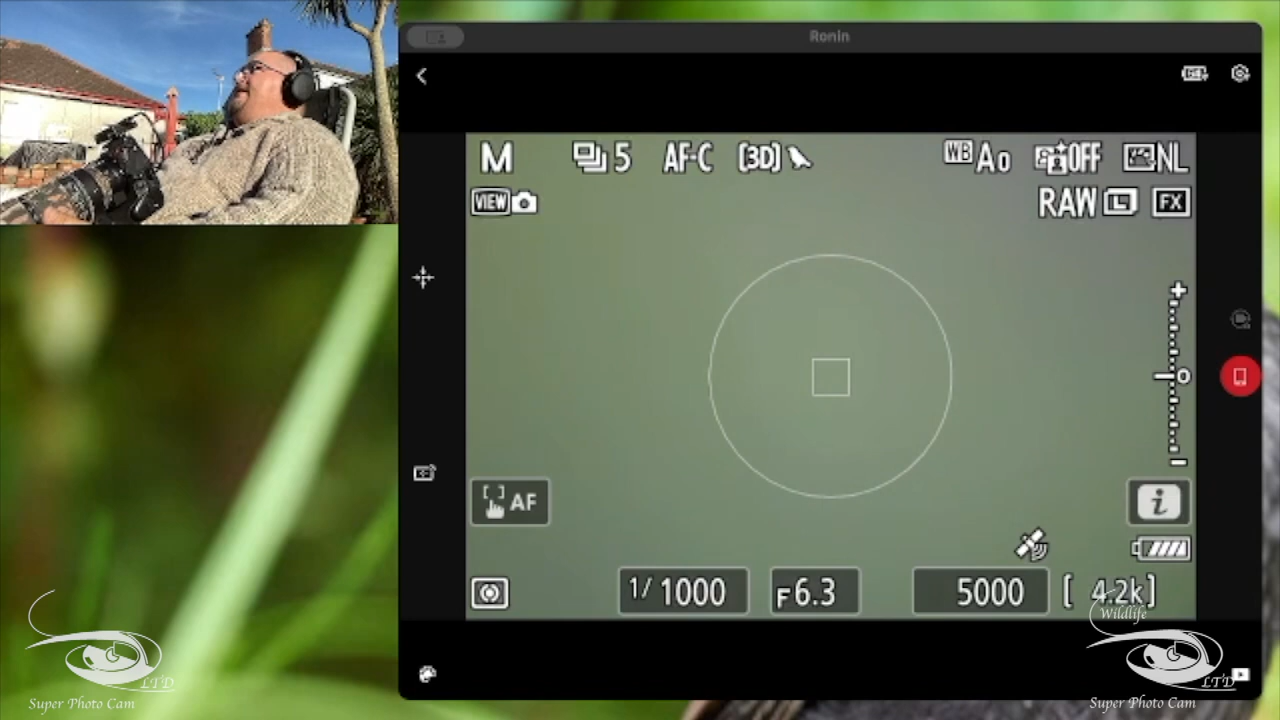 Ronin
M 5 AF-C [3D] WB A0 OFF NL
VIEW RAW L FX
+
0
-
AF i
1/1000 F6.3 5000 [4.2k]
Wildlife
LTD
Super Photo Cam
LTD
Super Photo Cam